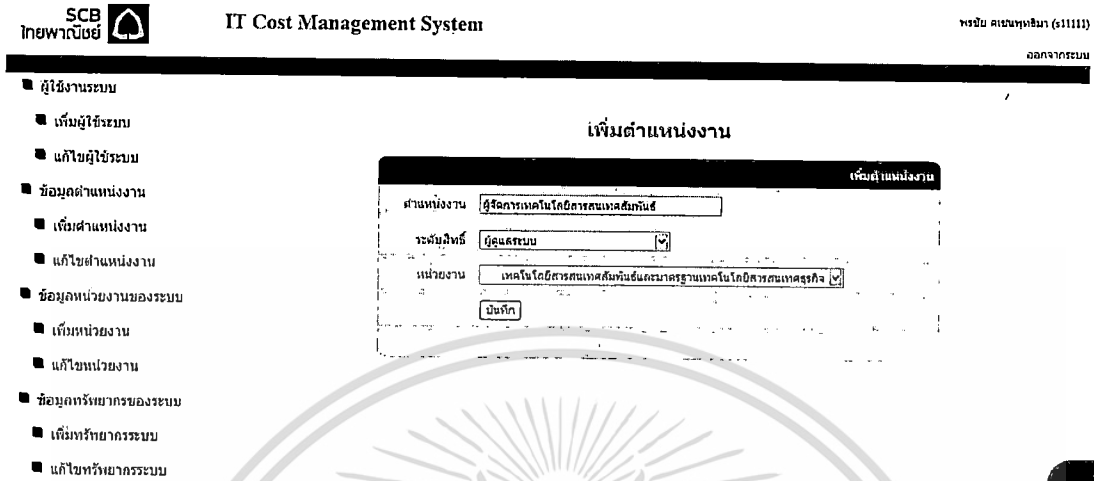 SCB
ไทยพาณิชย์
IT Cost Management System
(s11111)
ออกจากระบบ
ผู้ใช้งานระบบ
เพิ่มผู้ใช้ระบบ
แก้ไขผู้ใช้ระบบ
ข้อมูลตำแหน่งงาน
เพิ่มตำแหน่งงาน
แก้ไขตำแหน่งงาน
ข้อมูลหน่วยงานของระบบ
เพิ่มหน่วยงาน
แก้ไขหน่วยงาน
ข้อมูลทรัพยากรของระบบ
เพิ่มทรัพยากรระบบ
แก้ไขทรัพยากรระบบ
เพิ่มตำแหน่งงาน
เพิ่มตำแหน่งงาน
ตำแหน่งงาน ผู้จัดการเทคโนโลยีสารสนเทศสัมพันธ์
ระดับสิทธิ์ ผู้ดูแลระบบ
หน่วยงาน เทคโนโลยีสารสนเทศสัมพันธ์และมาตรฐานเทคโนโลยีสารสนเทศธุรกิจ
บันทึก